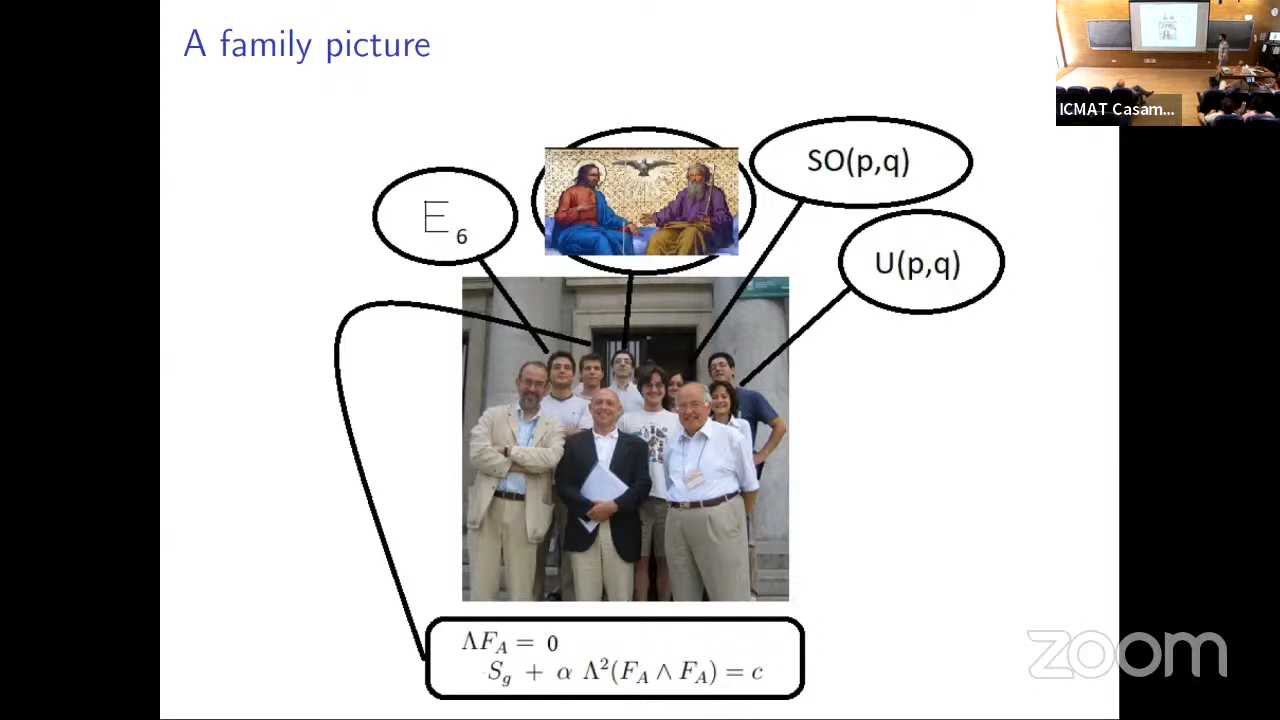 A family picture
ICMAT Casam...
SO(p,q)
E₆
U(p,q)
ΛF_A = 0
S_g + α Λ²(F_A ∧ F_A) = c
zoom